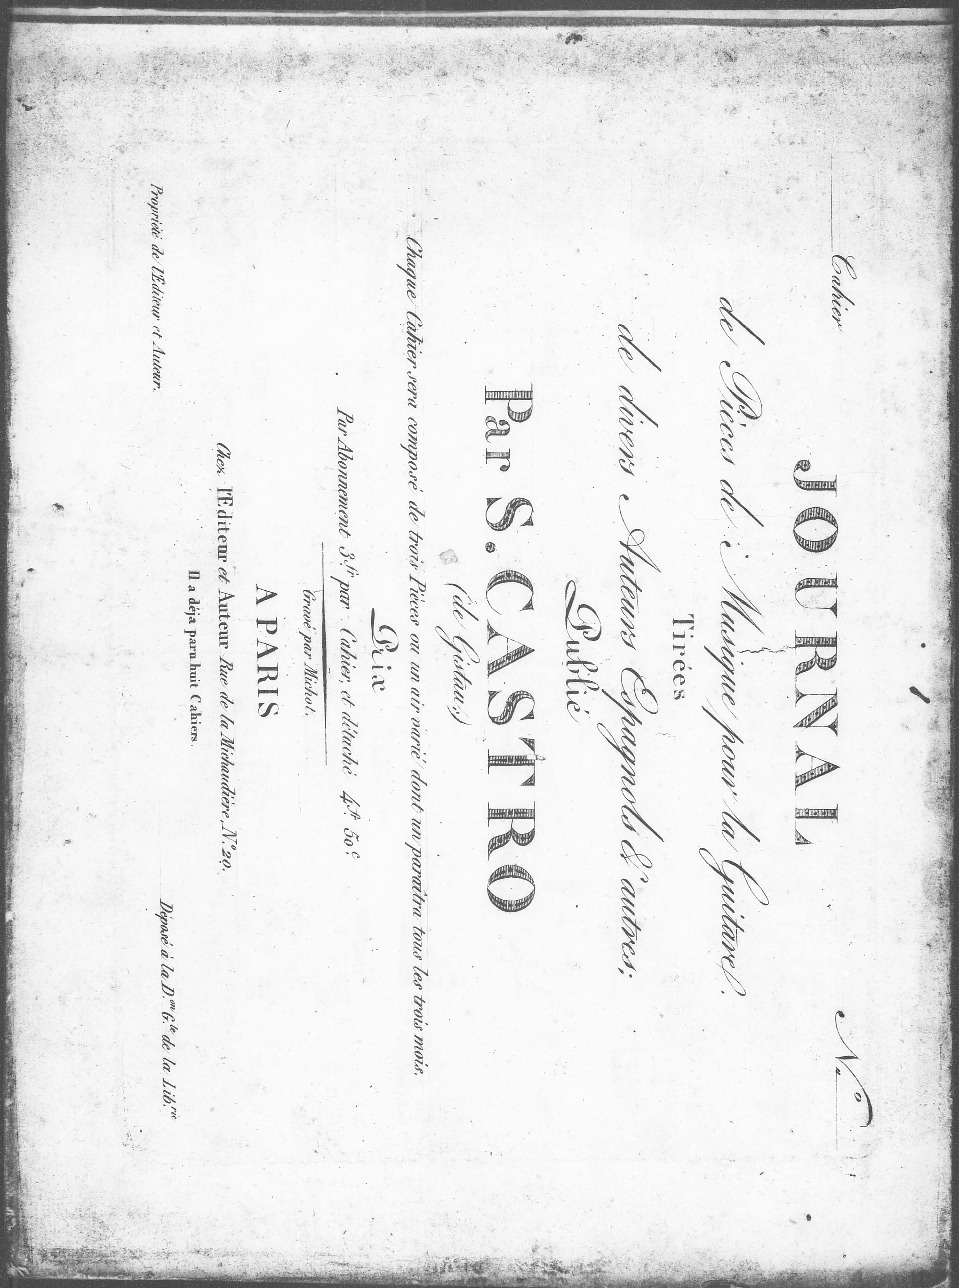 Cahier N.º
JOURNAL
de Pièces de Musique pour la Guitare.
Tirées
de divers Auteurs Espagnols & autres;
Publié
Par S. CASTRO
(de Gistau,)
Chaque Cahier sera composé de trois Pièces ou un air varié dont un paraîtra tous les trois mois.
Prix
Par Abonnement 3.fr par Cahier et détaché 4.f. 50.c
Gravé par Michot.
A PARIS
Chez l'Editeur et Auteur Rue de la Michaudière, N.º 20.
Il a déja paru huit Cahiers.
Propriété de l'Editeur et Auteur. Déposé à la D.on G.le de la Lib.rie